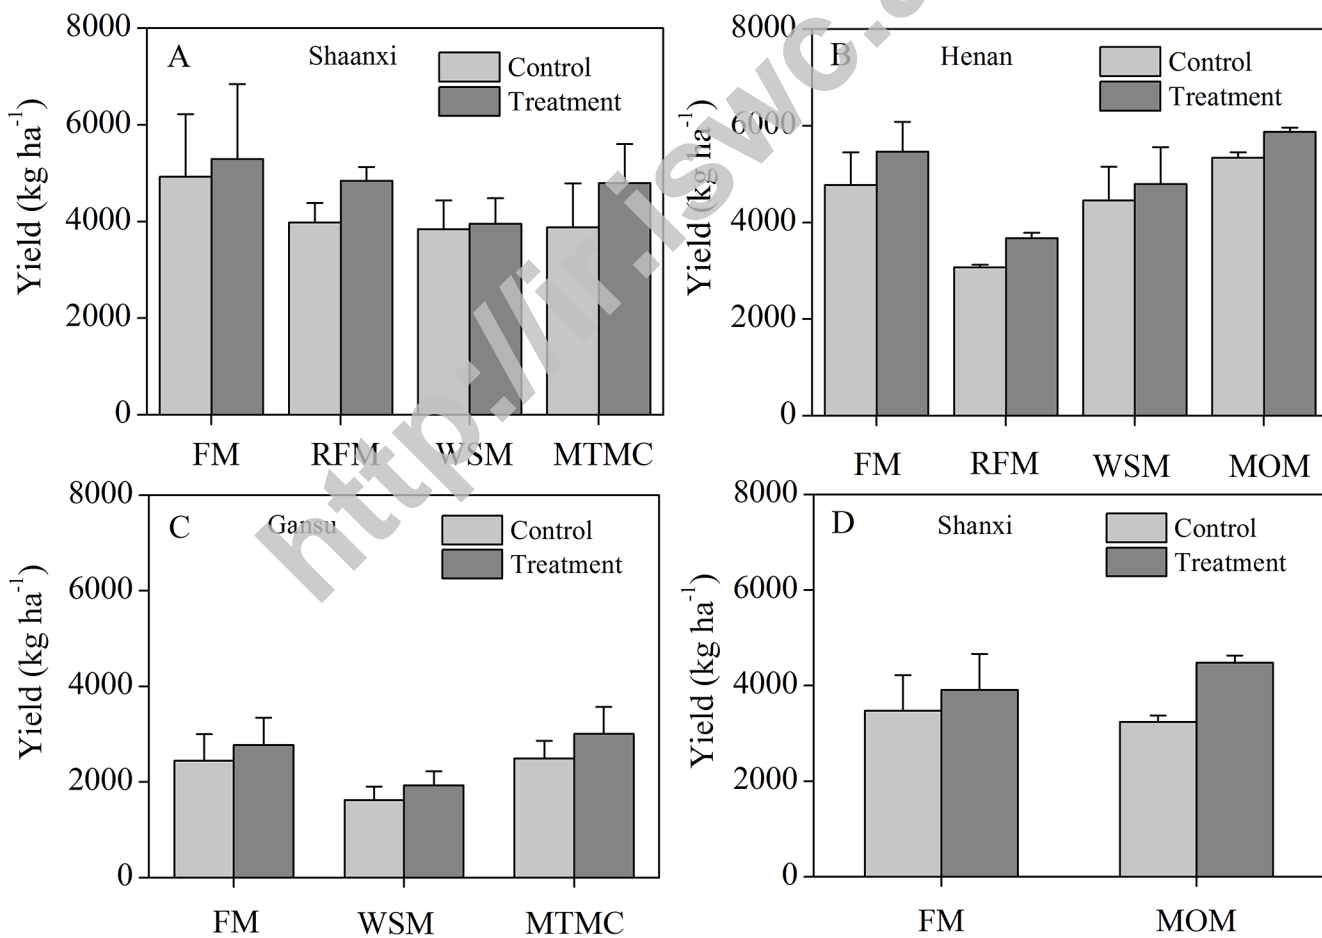 A Shaanxi
Control
Treatment
8000
6000
4000
2000
0
Yield (kg ha⁻¹)
FM RFM WSM MTMC
B Henan
Control
Treatment
8000
6000
4000
2000
0
Yield (kg ha⁻¹)
FM RFM WSM MOM
C Gansu
Control
Treatment
8000
6000
4000
2000
0
Yield (kg ha⁻¹)
FM WSM MTMC
D Shanxi
Control
Treatment
8000
6000
4000
2000
0
Yield (kg ha⁻¹)
FM MOM
http://ir.iswc.